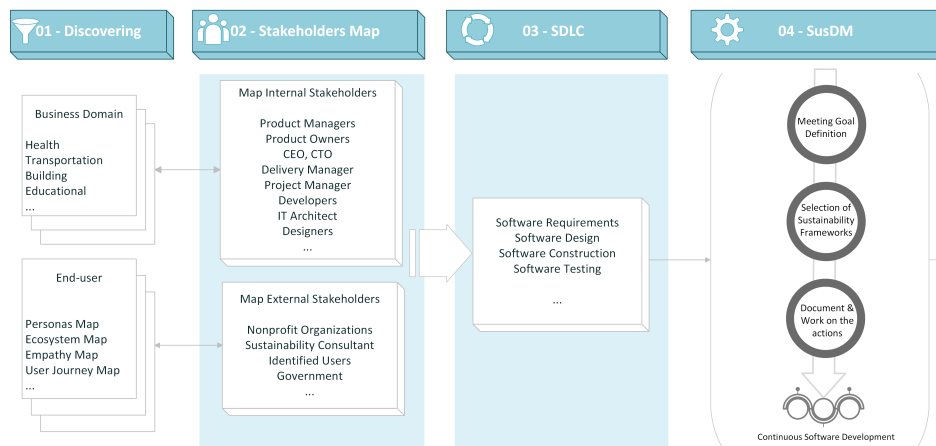 01 - Discovering
02 - Stakeholders Map
03 - SDLC
04 - SusDM
Business Domain
Health
Transportation
Building
Educational
...
End-user
Personas Map
Ecosystem Map
Empathy Map
User Journey Map
...
Map Internal Stakeholders
Product Managers
Product Owners
CEO, CTO
Delivery Manager
Project Manager
Developers
IT Architect
Designers
...
Map External Stakeholders
Nonprofit Organizations
Sustainability Consultant
Identified Users
Government
...
Software Requirements
Software Design
Software Construction
Software Testing
...
Meeting Goal
Definition
Selection of
Sustainability
Frameworks
Document &
Work on the
actions
Continuous Software Development